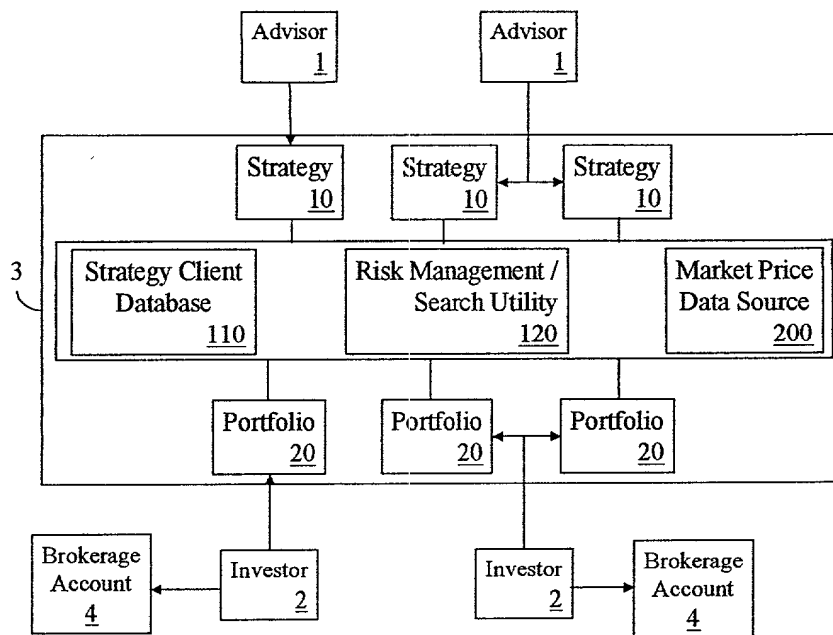 Advisor
1
Advisor
1
Strategy
10
Strategy
10
Strategy
10
3
Strategy Client
Database
110
Risk Management /
Search Utility
120
Market Price
Data Source
200
Portfolio
20
Portfolio
20
Portfolio
20
Brokerage
Account
4
Investor
2
Investor
2
Brokerage
Account
4